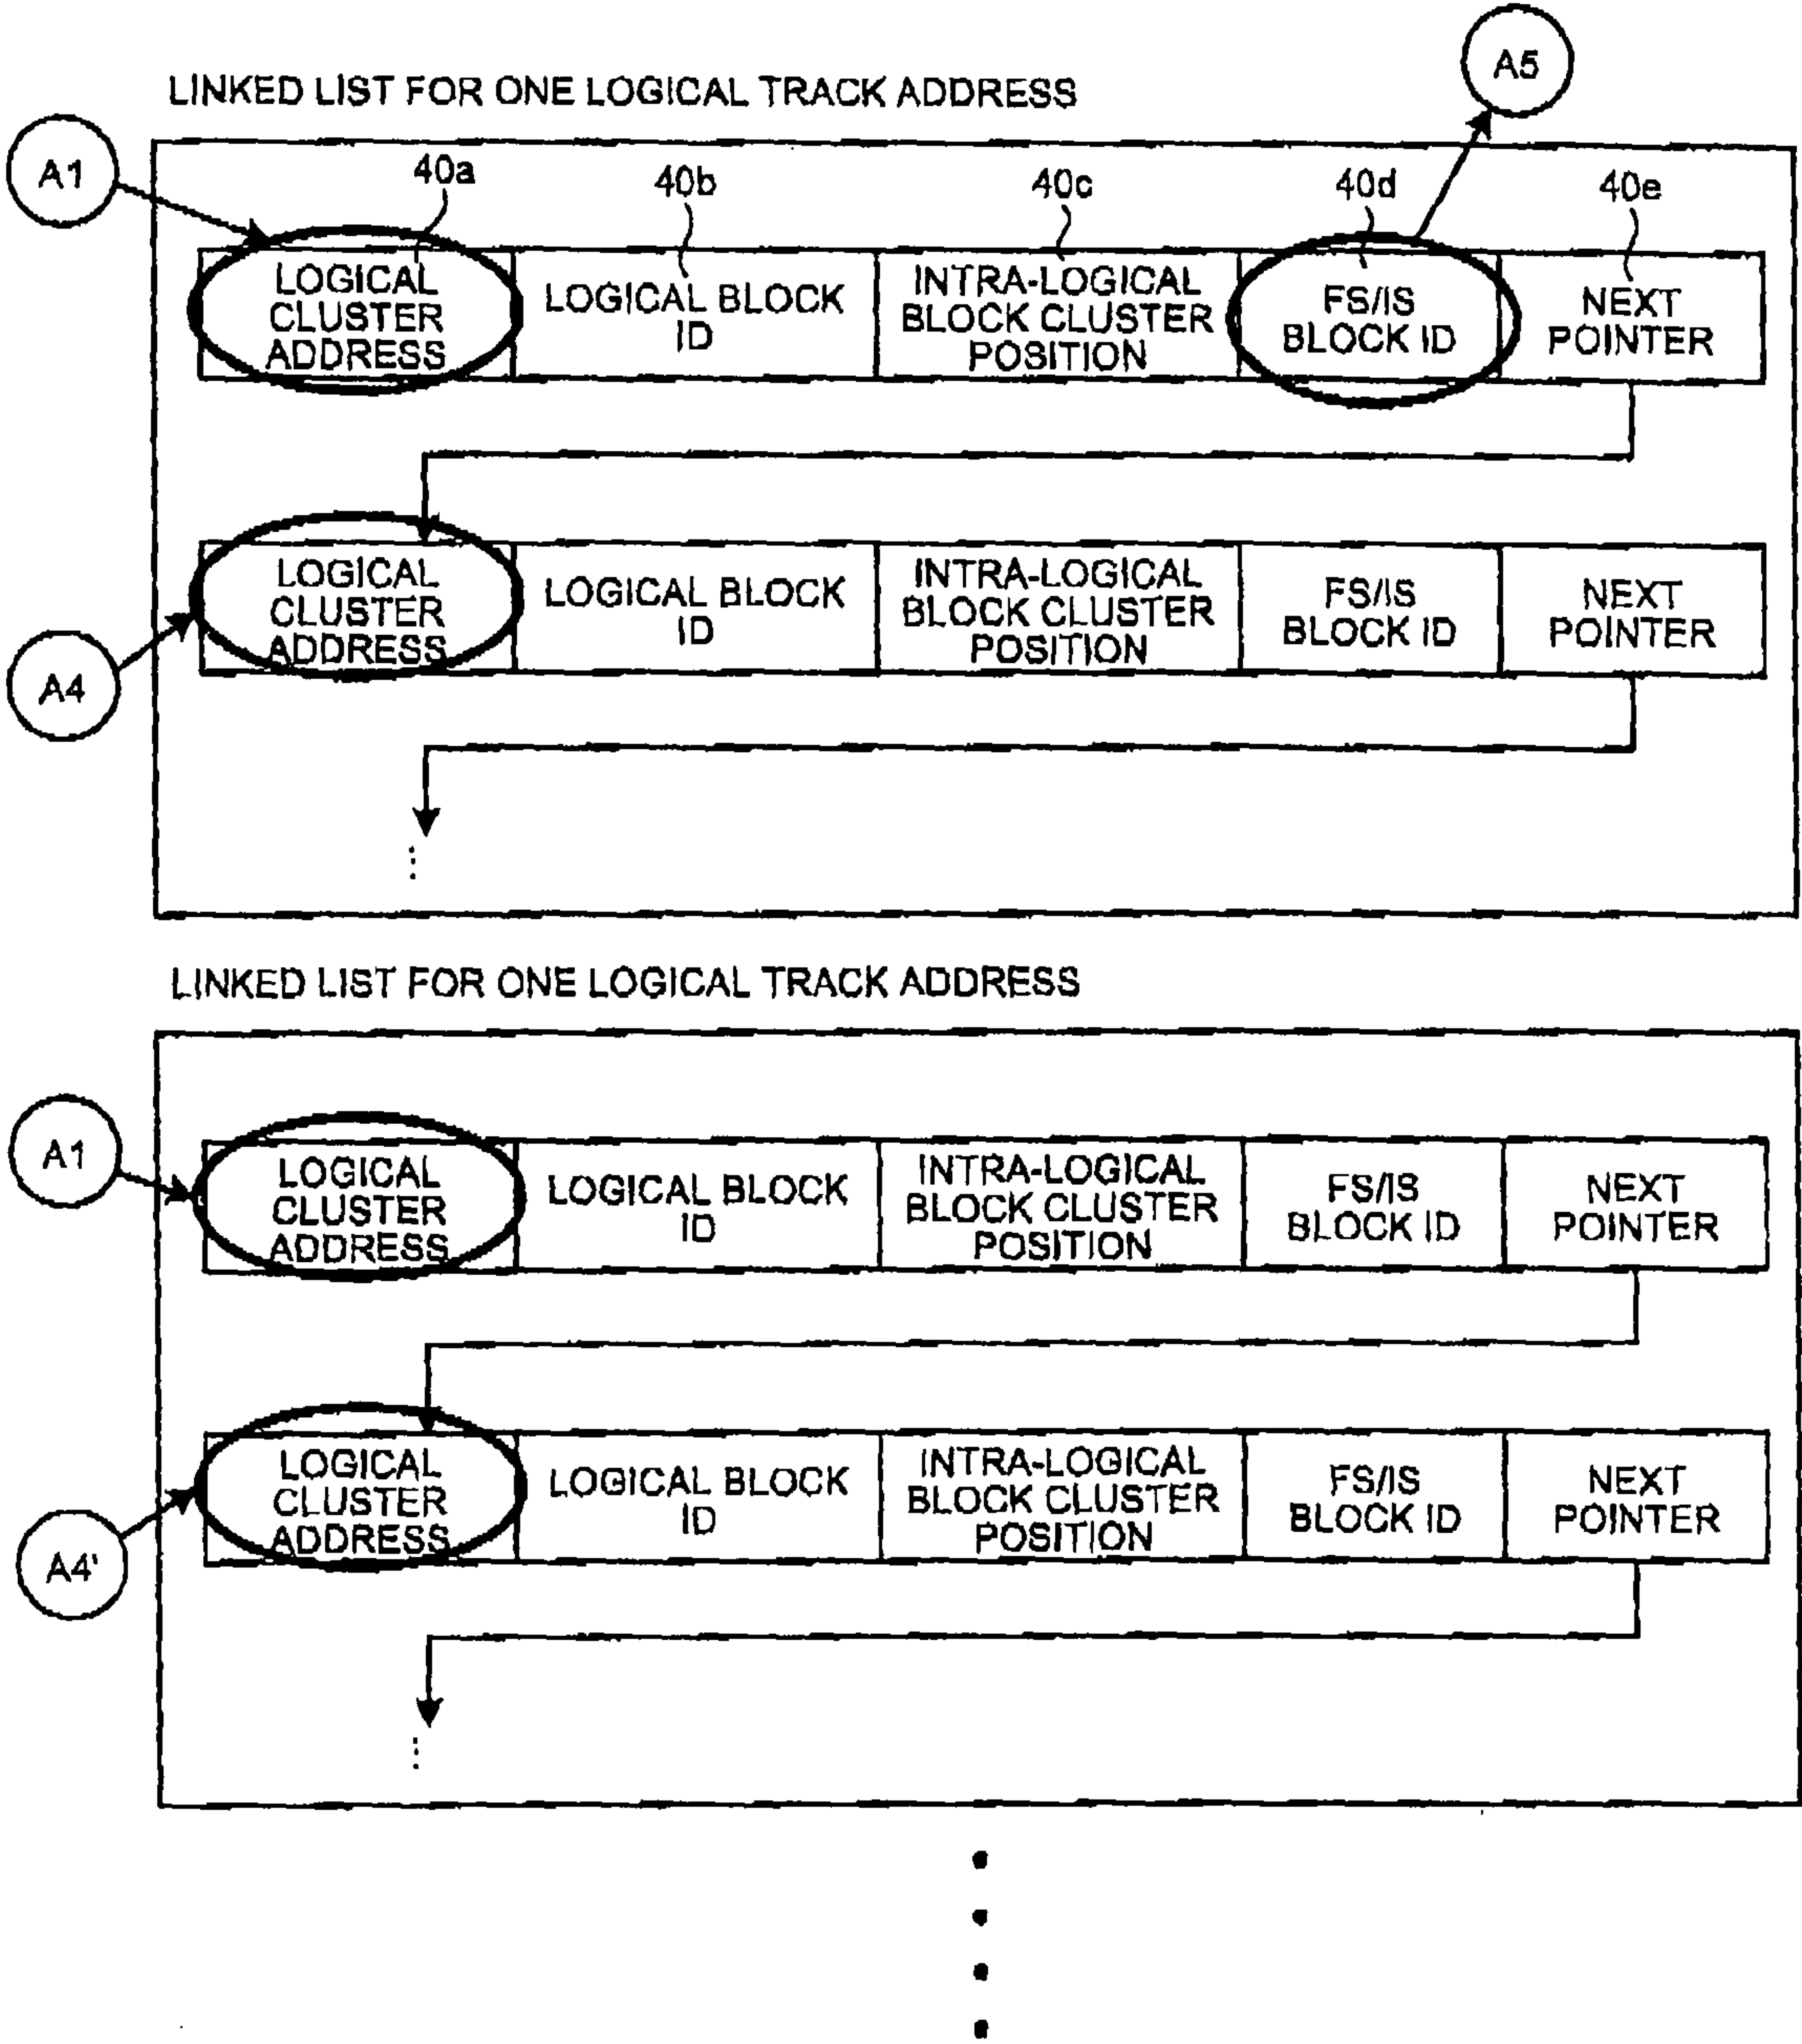 A5
LINKED LIST FOR ONE LOGICAL TRACK ADDRESS
A1
40a
40b
40c
40d
40e
LOGICAL
CLUSTER
ADDRESS
LOGICAL BLOCK
ID
INTRA-LOGICAL
BLOCK CLUSTER
POSITION
FS/IS
BLOCK ID
NEXT
POINTER
LOGICAL
CLUSTER
ADDRESS
LOGICAL BLOCK
ID
INTRA-LOGICAL
BLOCK CLUSTER
POSITION
FS/IS
BLOCK ID
NEXT
POINTER
A4
LINKED LIST FOR ONE LOGICAL TRACK ADDRESS
A1
LOGICAL
CLUSTER
ADDRESS
LOGICAL BLOCK
ID
INTRA-LOGICAL
BLOCK CLUSTER
POSITION
FS/IS
BLOCK ID
NEXT
POINTER
LOGICAL
CLUSTER
ADDRESS
LOGICAL BLOCK
ID
INTRA-LOGICAL
BLOCK CLUSTER
POSITION
FS/IS
BLOCK ID
NEXT
POINTER
A4'